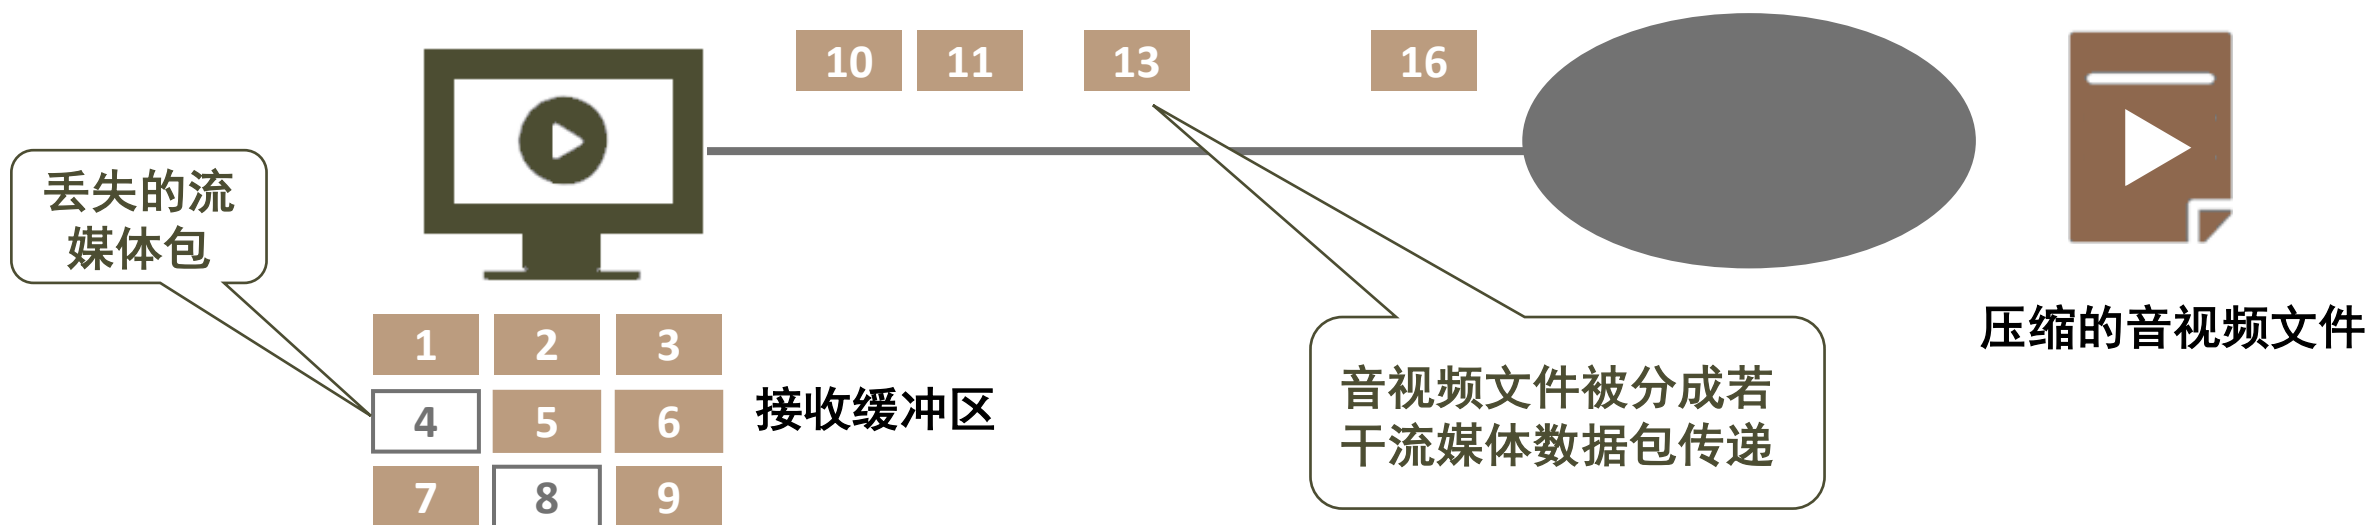 10 11 13 16
丢失的流
媒体包
1 2 3
4 5 6
7 8 9
接收缓冲区
音视频文件被分成若
干流媒体数据包传递
压缩的音视频文件